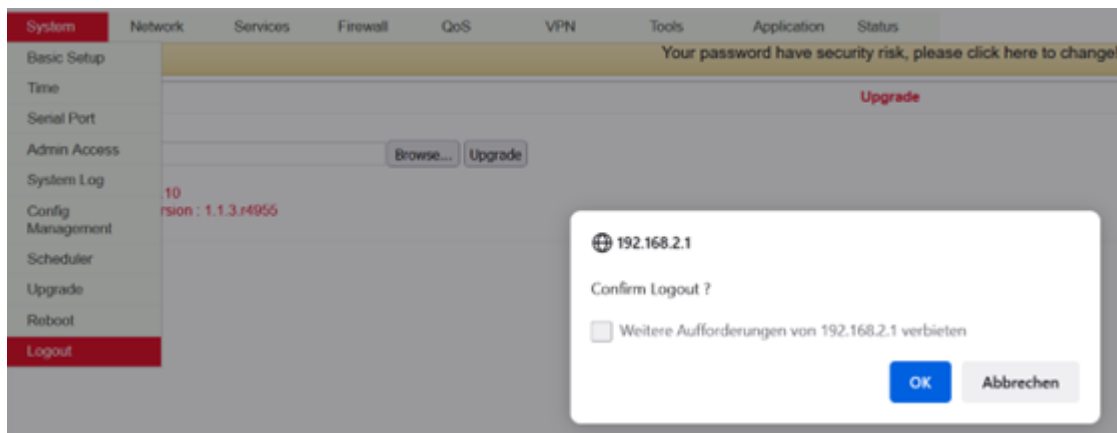 System Network Services Firewall QoS VPN Tools Application Status
Basic Setup
Your password have security risk, please click here to change!
Time
Upgrade
Serial Port
Admin Access
Browse... Upgrade
System Log
.10
Config
rsion : 1.1.3.r4955
Management
Scheduler
Upgrade
Reboot
Logout
192.168.2.1
Confirm Logout ?
Weitere Aufforderungen von 192.168.2.1 verbieten
OK Abbrechen